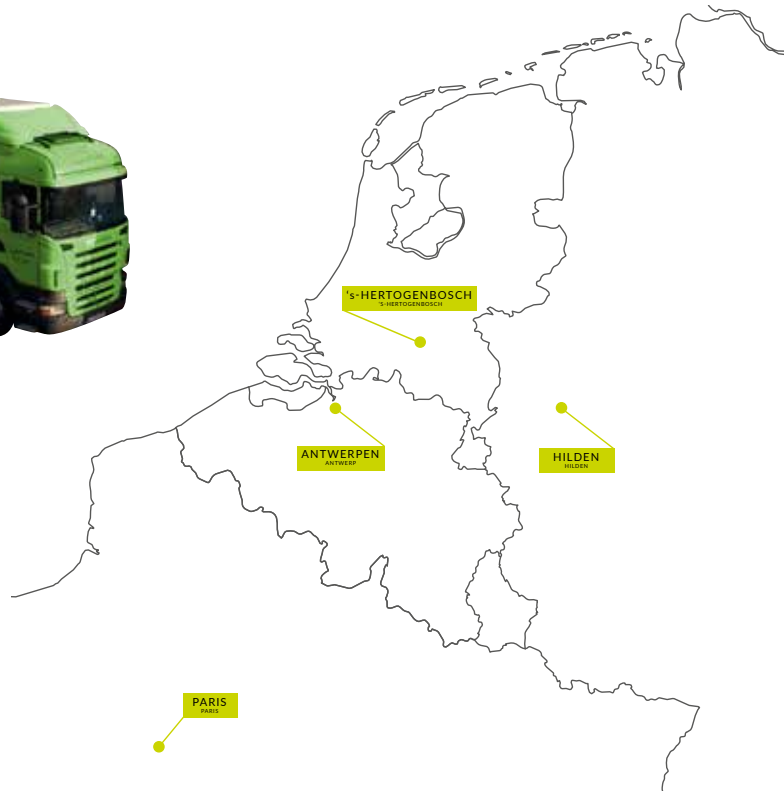 's-HERTOGENBOSCH
'S-HERTOGENBOSCH
ANTWERPEN
ANTWERP
HILDEN
HILDEN
PARIS
PARIS